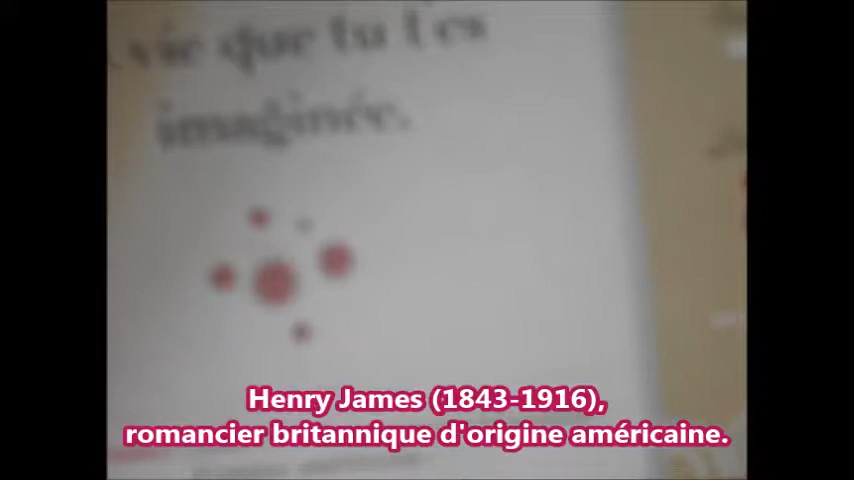 vie que tu t'es
imaginée.
Henry James (1843-1916),
romancier britannique d'origine américaine.